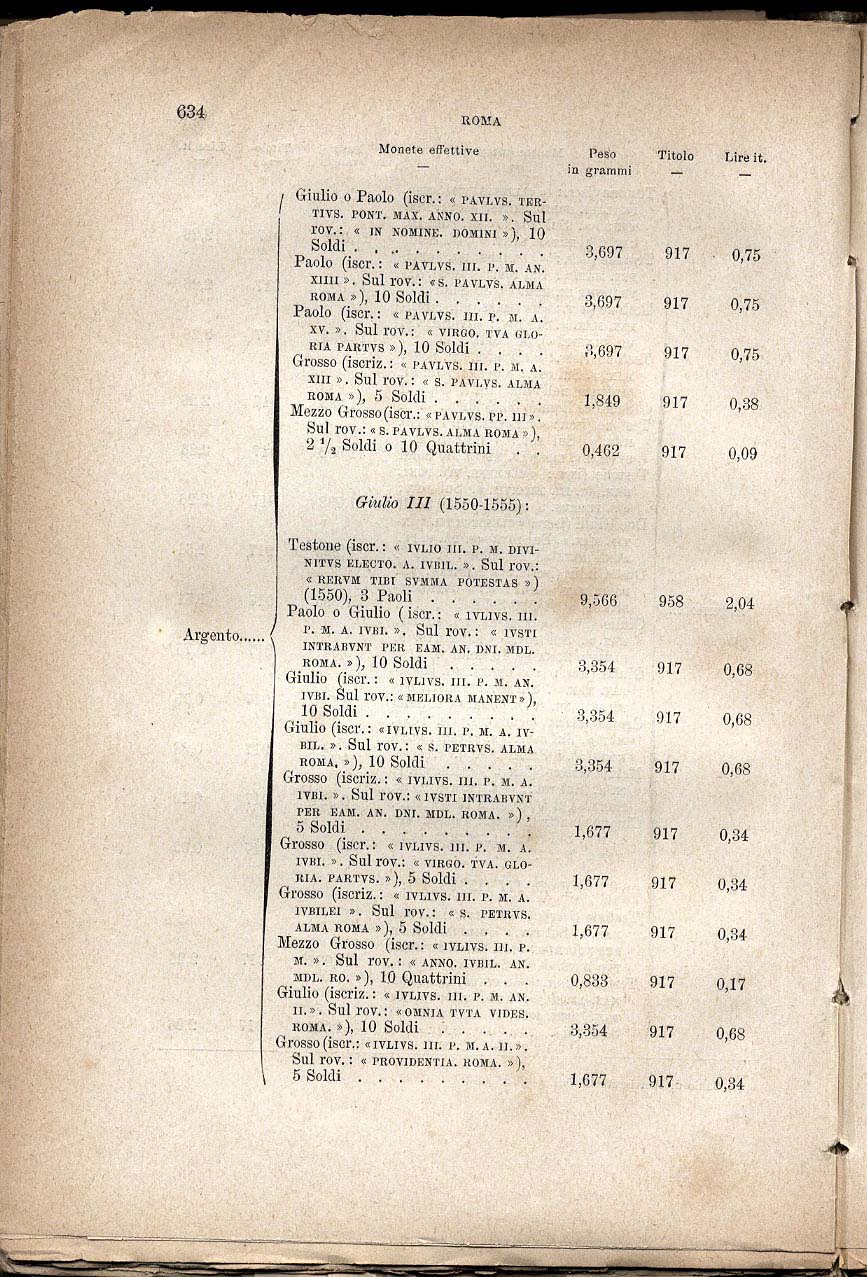 634
ROMA
Monete effettive Peso in grammi Titolo Lire it.
Giulio o Paolo (iscr.: « PAVLVS. TER-
TIVS. PONT. MAX. ANNO. XII. ». Sul
rov.: « IN NOMINE. DOMINI »), 10
Soldi . . . . . . . . . . 3,697 917 0,75
Paolo (iscr.: « PAVLVS. III. P. M. AN.
XIIII ». Sul rov.: «S. PAVLVS. ALMA
ROMA »), 10 Soldi . . . . . . 3,697 917 0,75
Paolo (iscr.: « PAVLVS. III. P. M. A.
XV. ». Sul rov.: « VIRGO. TVA GLO-
RIA PARTVS »), 10 Soldi . . . . 3,697 917 0,75
Grosso (iscriz.: « PAVLVS. III. P. M. A.
XIII ». Sul rov.: « S. PAVLVS. ALMA
ROMA »), 5 Soldi . . . . . . 1,849 917 0,38
Mezzo Grosso (iscr.: «PAVLVS. PP. III».
Sul rov.: «S. PAVLVS. ALMA ROMA»),
2 1/2 Soldi o 10 Quattrini . . 0,462 917 0,09
Giulio III (1550-1555):
Testone (iscr.: « IVLIO III. P. M. DIVI-
NITVS ELECTO. A. IVBIL. ». Sul rov.:
« RERVM TIBI SVMMA POTESTAS »)
(1550), 3 Paoli . . . . . . 9,566 958 2,04
Paolo o Giulio (iscr.: « IVLIVS. III.
Argento......
P. M. A. IVBI. ». Sul rov.: « IVSTI
INTRABVNT PER EAM. AN. DNI. MDL.
ROMA. »), 10 Soldi . . . . . 3,354 917 0,68
Giulio (iscr.: « IVLIVS. III. P. M. AN.
IVBI. Sul rov.: «MELIORA MANENT»),
10 Soldi . . . . . . . . . 3,354 917 0,68
Giulio (iscr.: «IVLIVS. III. P. M. A. IV-
BIL. ». Sul rov.: « S. PETRVS. ALMA
ROMA. »), 10 Soldi . . . . . 3,354 917 0,68
Grosso (iscriz.: « IVLIVS. III. P. M. A.
IVBI. ». Sul rov.: «IVSTI INTRABVNT
PER EAM. AN. DNI. MDL. ROMA. »),
5 Soldi . . . . . . . . . 1,677 917 0,34
Grosso (iscr.: « IVLIVS. III. P. M. A.
IVBI. ». Sul rov.: « VIRGO. TVA. GLO-
RIA. PARTVS. »), 5 Soldi . . . . 1,677 917 0,34
Grosso (iscriz.: « IVLIVS. III. P. M. A.
IVBILEI ». Sul rov.: « S. PETRVS.
ALMA ROMA »), 5 Soldi . . . . 1,677 917 0,34
Mezzo Grosso (iscr.: « IVLIVS. III. P.
M. ». Sul rov.: « ANNO. IVBIL. AN.
MDL. RO. »), 10 Quattrini . . . 0,833 917 0,17
Giulio (iscriz.: « IVLIVS. III. P. M. AN.
II.». Sul rov.: «OMNIA TVTA VIDES.
ROMA. »), 10 Soldi . . . . . 3,354 917 0,68
Grosso (iscr.: «IVLIVS. III. P. M. A. II.».
Sul rov.: « PROVIDENTIA. ROMA. »),
5 Soldi . . . . . . . . . 1,677 917 0,34